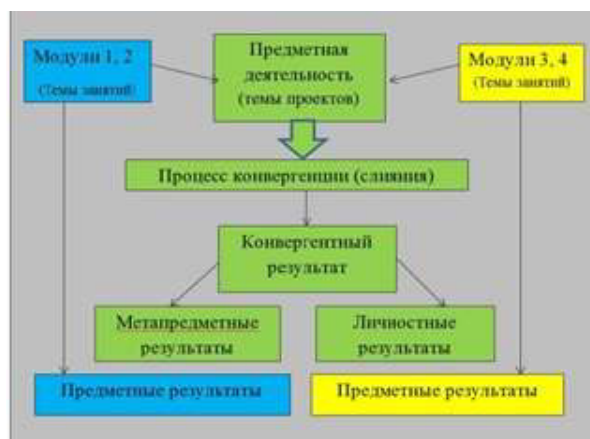 Модули 1, 2
(Темы занятий)
Предметная
деятельность
(темы проектов)
Модули 3, 4
(Темы занятий)
Процесс конвергенции (слияния)
Конвергентный
результат
Метапредметные
результаты
Личностные
результаты
Предметные результаты
Предметные результаты